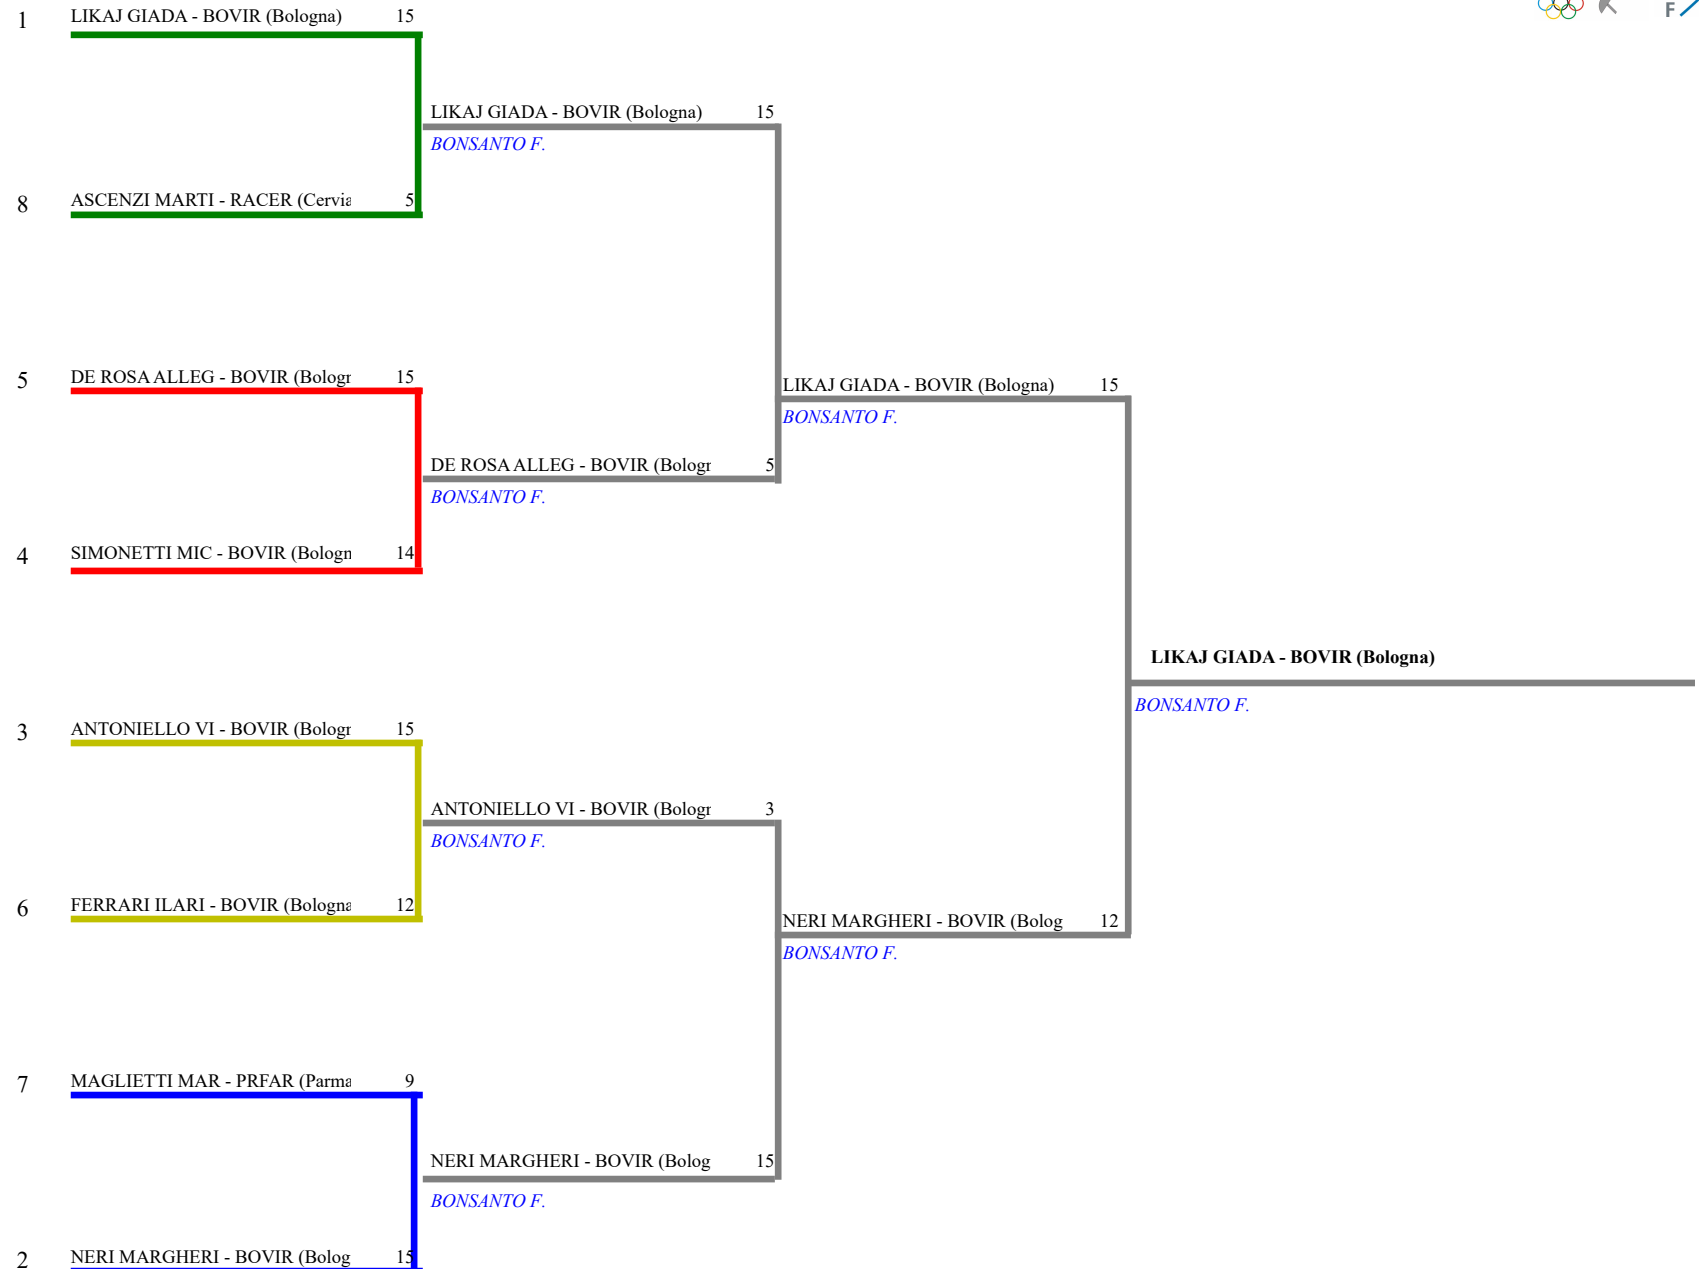 1 LIKAJ GIADA - BOVIR (Bologna) 15
F
LIKAJ GIADA - BOVIR (Bologna) 15
BONSANTO F.
8 ASCENZI MARTI - RACER (Cervia 5
5 DE ROSA ALLEG - BOVIR (Bologr 15
LIKAJ GIADA - BOVIR (Bologna) 15
BONSANTO F.
DE ROSA ALLEG - BOVIR (Bologr 5
BONSANTO F.
4 SIMONETTI MIC - BOVIR (Bologn 14
LIKAJ GIADA - BOVIR (Bologna)
BONSANTO F.
3 ANTONIELLO VI - BOVIR (Bologr 15
ANTONIELLO VI - BOVIR (Bologr 3
BONSANTO F.
6 FERRARI ILARI - BOVIR (Bologna 12
NERI MARGHERI - BOVIR (Bolog 12
BONSANTO F.
7 MAGLIETTI MAR - PRFAR (Parma 9
NERI MARGHERI - BOVIR (Bolog 15
BONSANTO F.
2 NERI MARGHERI - BOVIR (Bolog 15